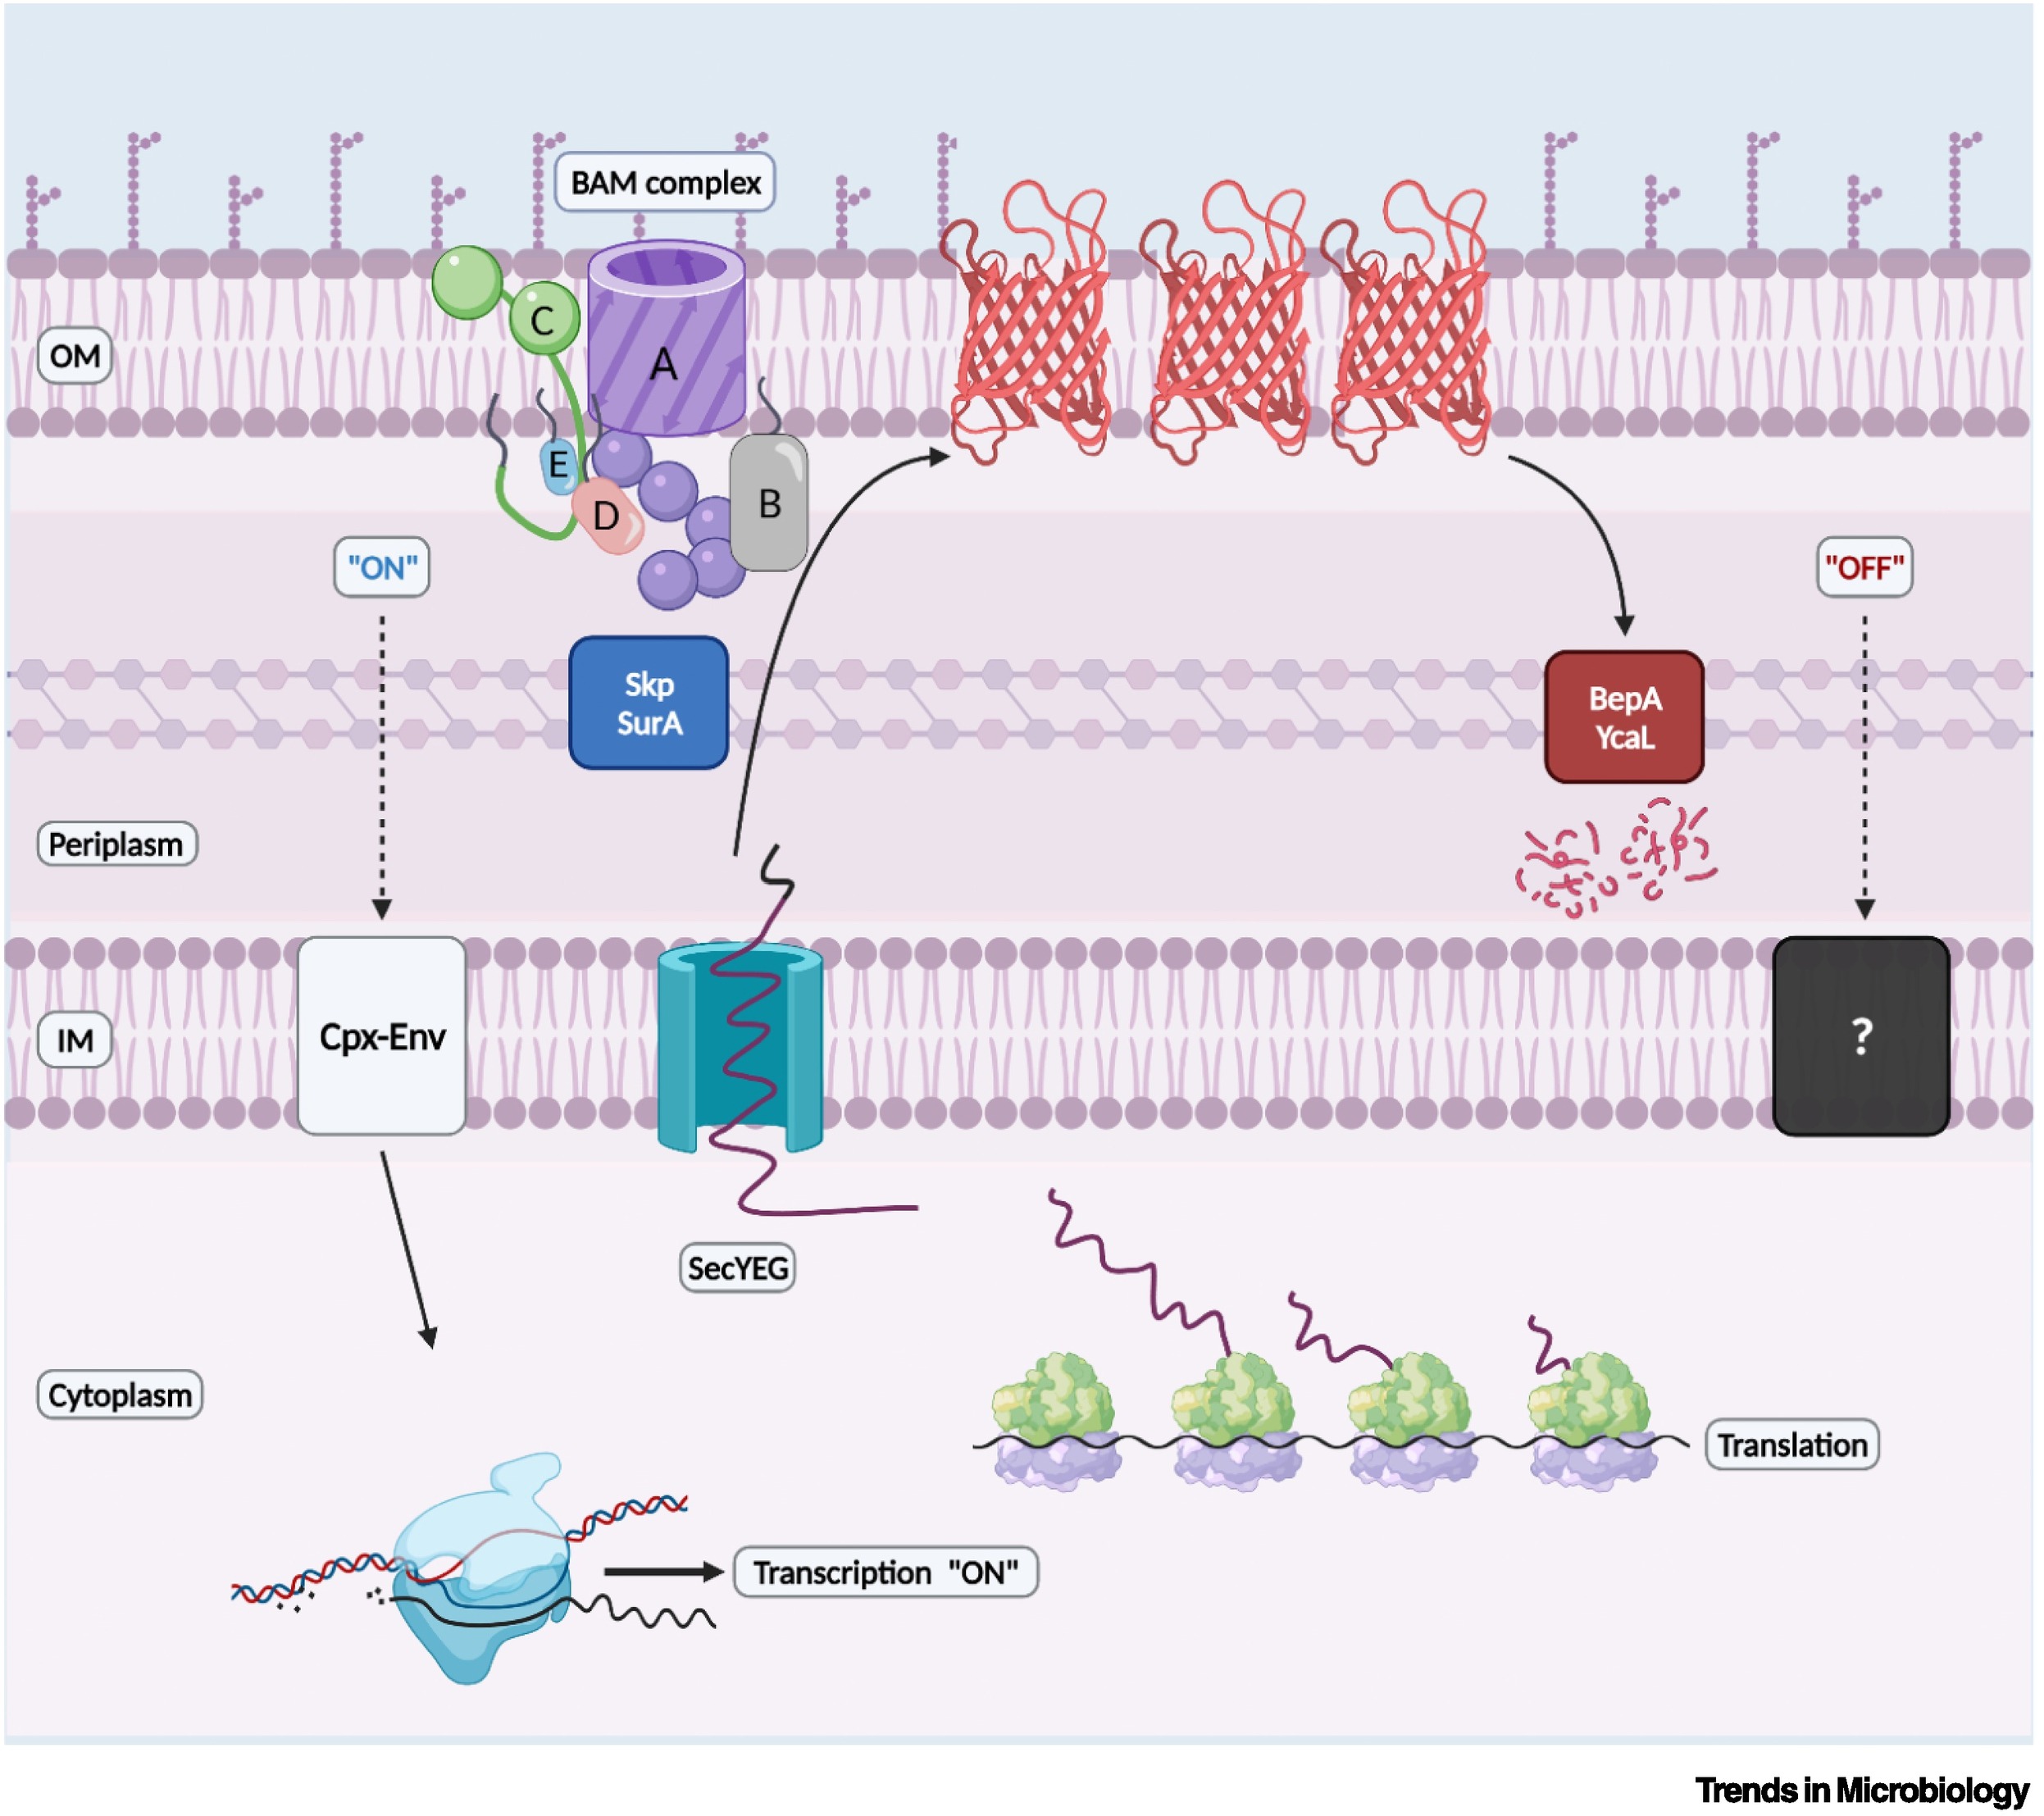 BAM complex
C
A
OM
E
D
B
"ON"
"OFF"
Skp
SurA
BepA
YcaL
Periplasm
Cpx-Env
IM
?
SecYEG
Cytoplasm
Translation
Transcription "ON"
Trends in Microbiology